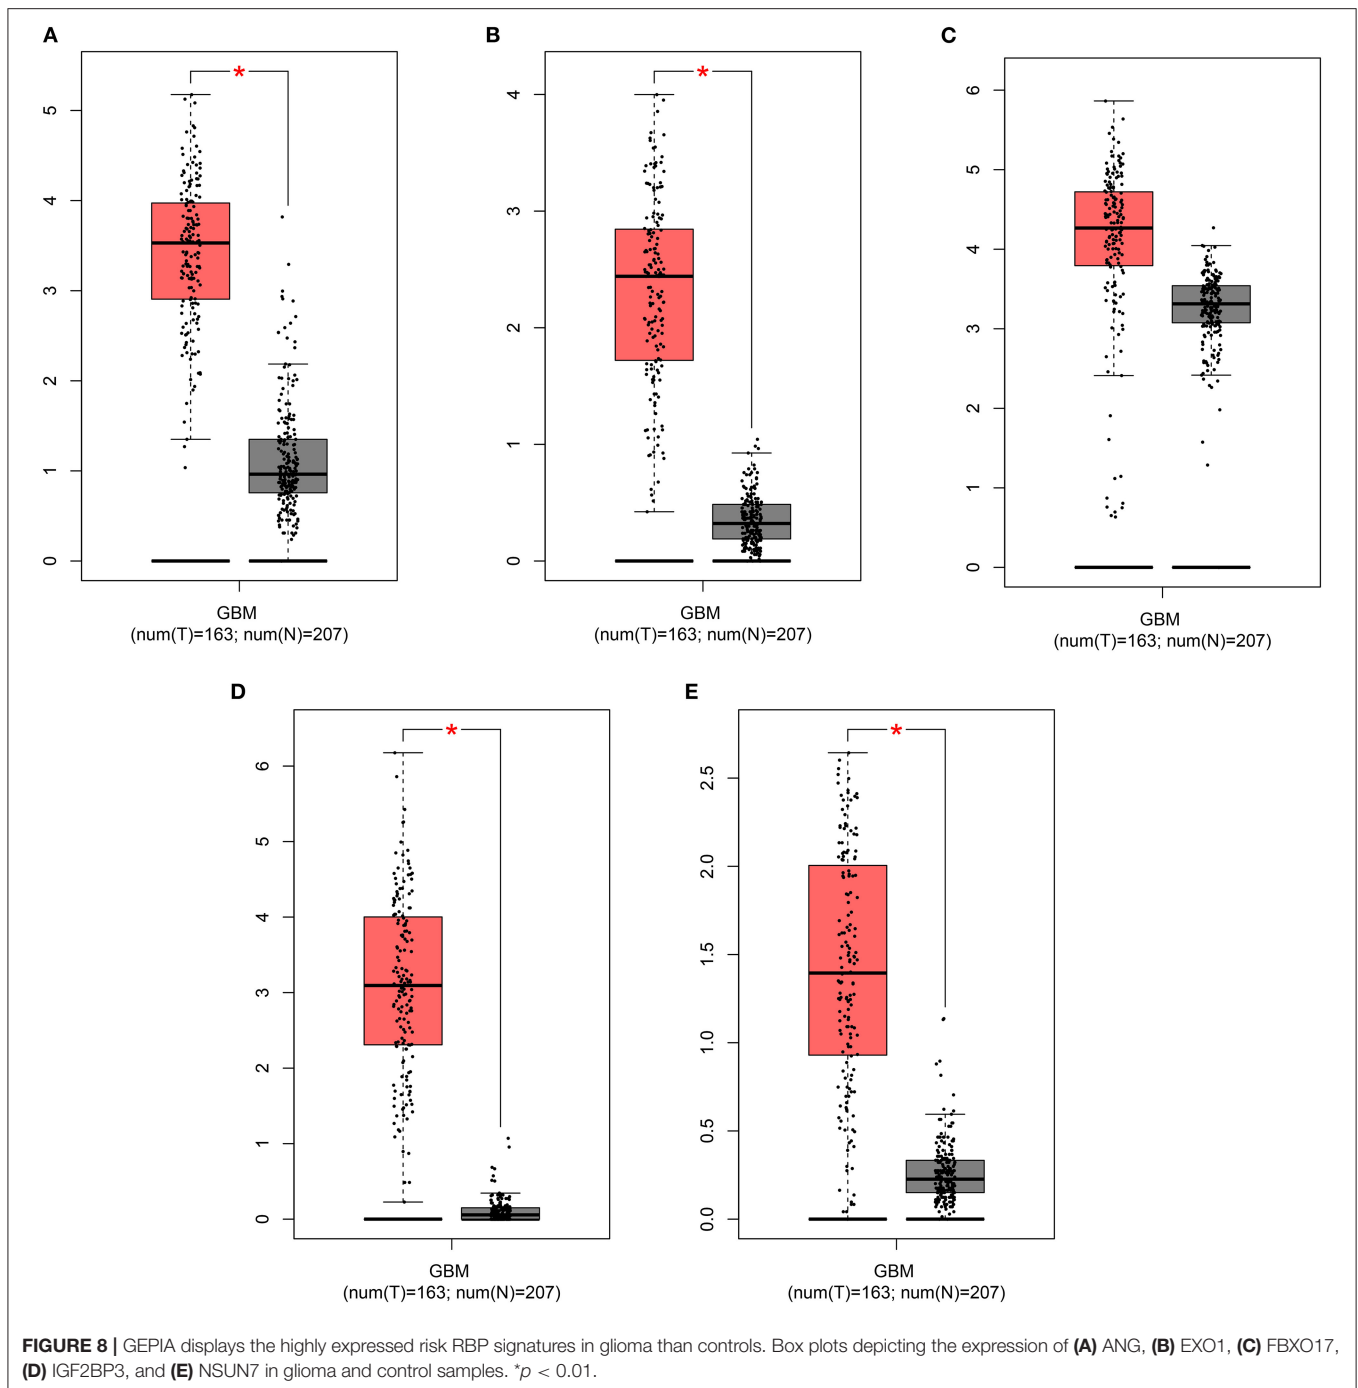 A
B
C
*
5
4
3
2
1
0
GBM
(num(T)=163; num(N)=207)
*
4
3
2
1
0
GBM
(num(T)=163; num(N)=207)
6
5
4
3
2
1
0
GBM
(num(T)=163; num(N)=207)
D
E
*
6
5
4
3
2
1
0
GBM
(num(T)=163; num(N)=207)
*
2.5
2.0
1.5
1.0
0.5
0.0
GBM
(num(T)=163; num(N)=207)
FIGURE 8 | GEPIA displays the highly expressed risk RBP signatures in glioma than controls. Box plots depicting the expression of (A) ANG, (B) EXO1, (C) FBXO17,
(D) IGF2BP3, and (E) NSUN7 in glioma and control samples. *p < 0.01.